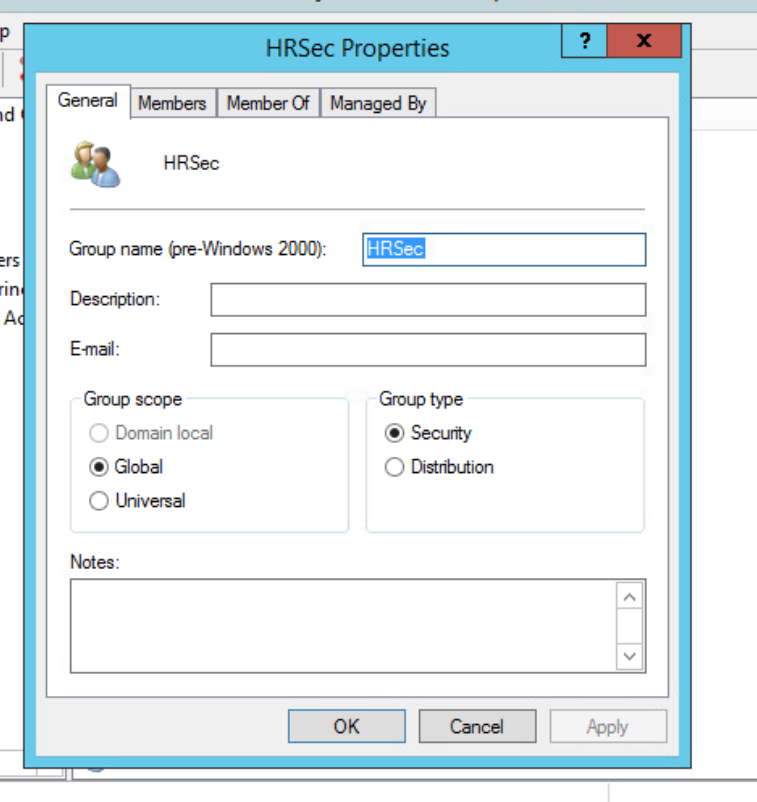 HRSec Properties
?
x
General
Members
Member Of
Managed By
HRSec
Group name (pre-Windows 2000):
HRSec
Description:
E-mail:
Group scope
Domain local
Global
Universal
Group type
Security
Distribution
Notes:
OK
Cancel
Apply